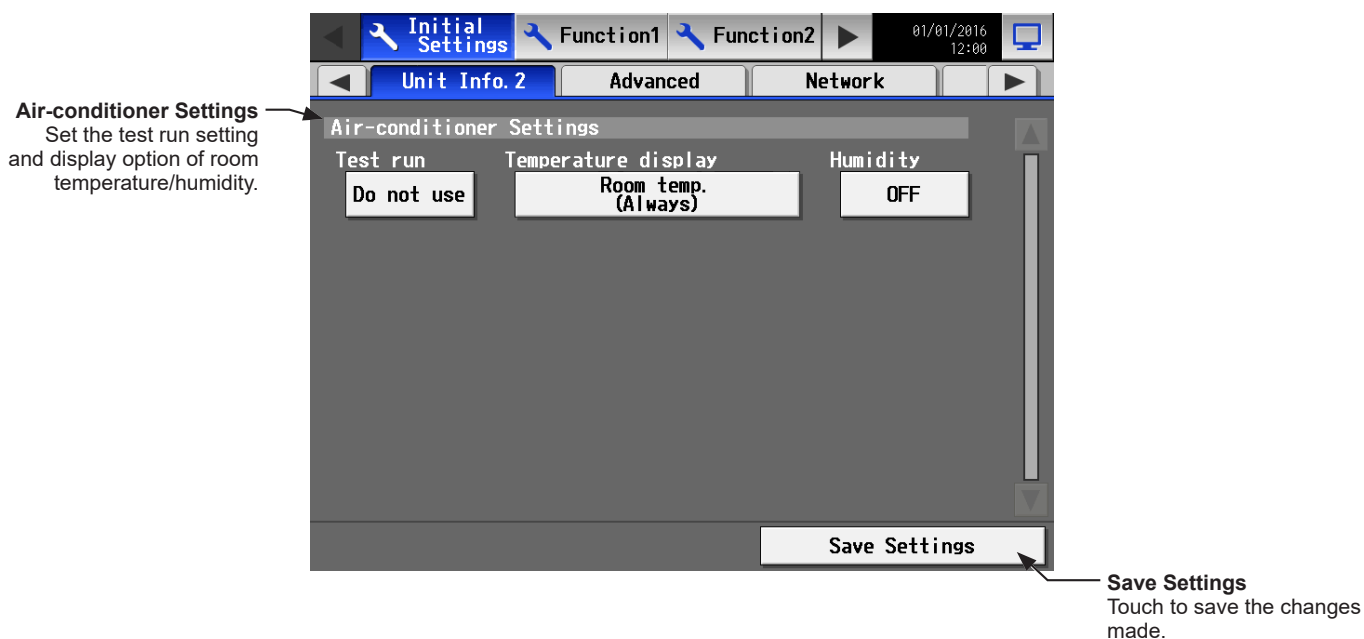 Initial
Settings
Function1
Function2
01/01/2016
12:00
Unit Info.2
Advanced
Network
Air-conditioner Settings
Set the test run setting
and display option of room
temperature/humidity.
Air-conditioner Settings
Test run
Temperature display
Humidity
Do not use
Room temp.
(Always)
OFF
Save Settings
Save Settings
Touch to save the changes
made.